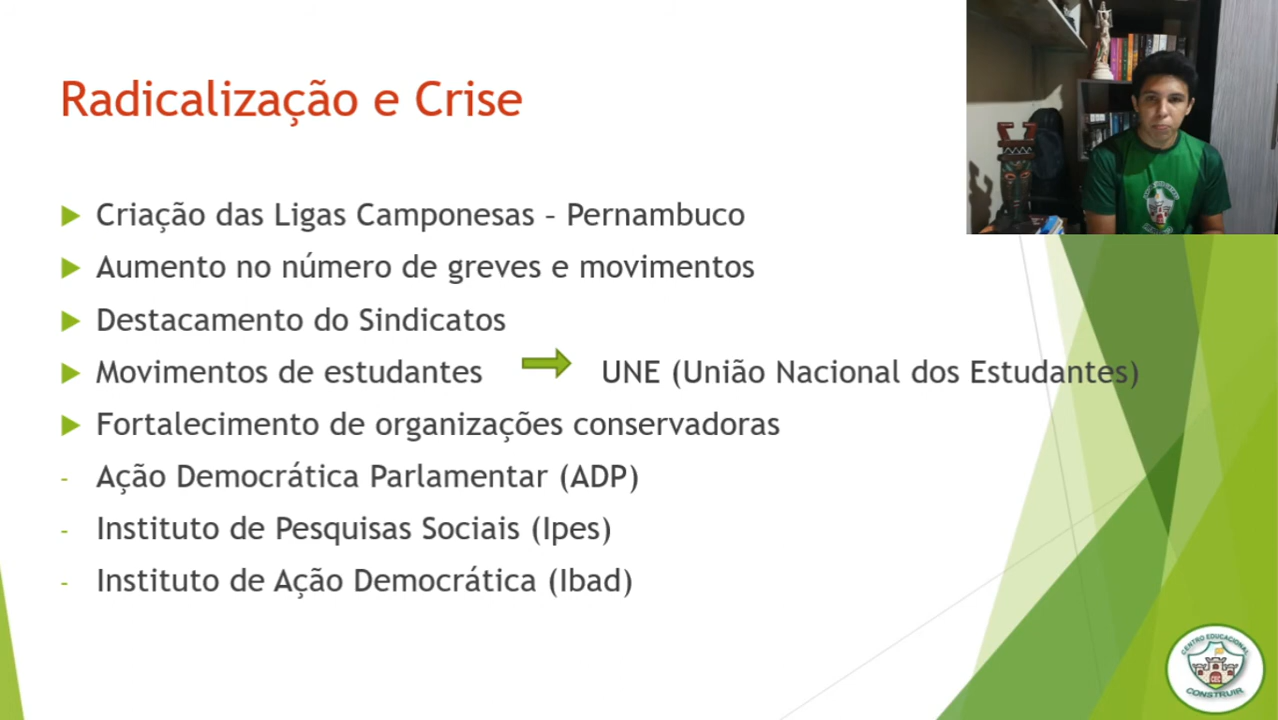 Radicalização e Crise
Criação das Ligas Camponesas – Pernambuco
Aumento no número de greves e movimentos
Destacamento do Sindicatos
Movimentos de estudantes UNE (União Nacional dos Estudantes)
Fortalecimento de organizações conservadoras
- Ação Democrática Parlamentar (ADP)
- Instituto de Pesquisas Sociais (Ipes)
- Instituto de Ação Democrática (Ibad)
CENTRO EDUCACIONAL
CEC
CONSTRUIR